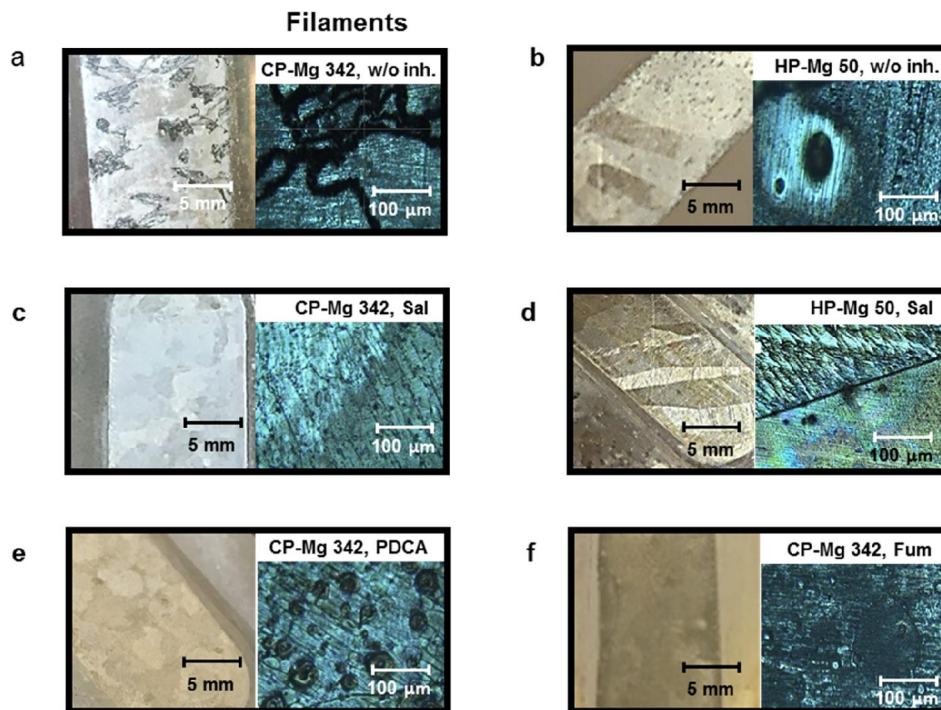 Filaments
a
CP-Mg 342, w/o inh.
5 mm
100 µm
b
HP-Mg 50, w/o inh.
5 mm
100 µm
c
CP-Mg 342, Sal
5 mm
100 µm
d
HP-Mg 50, Sal
5 mm
100 µm
e
CP-Mg 342, PDCA
5 mm
100 µm
f
CP-Mg 342, Fum
5 mm
100 µm